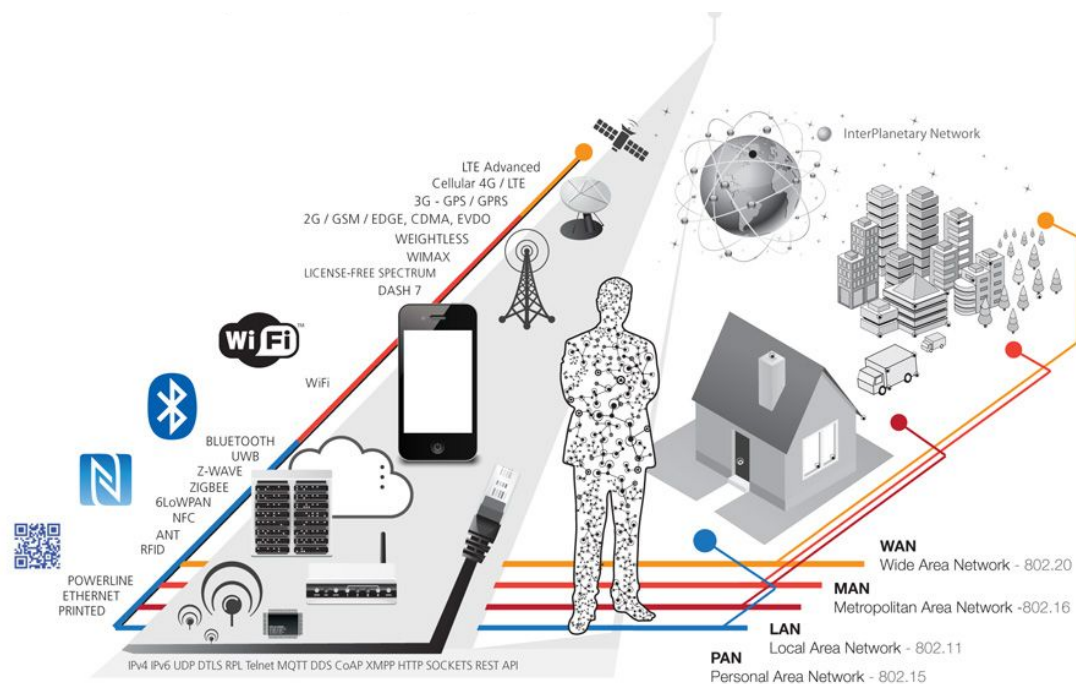 InterPlanetary Network
LTE Advanced
Cellular 4G / LTE
3G - GPS / GPRS
2G / GSM / EDGE, CDMA, EVDO
WEIGHTLESS
WIMAX
LICENSE-FREE SPECTRUM
DASH 7
Wi Fi TM
WiFi
BLUETOOTH
UWB
Z-WAVE
ZIGBEE
6LoWPAN
NFC
ANT
RFID
POWERLINE
ETHERNET
PRINTED
WAN
Wide Area Network - 802.20
MAN
Metropolitan Area Network -802.16
LAN
Local Area Network - 802.11
PAN
Personal Area Network - 802.15
IPv4 IPv6 UDP DTLS RPL Telnet MQTT DDS CoAP XMPP HTTP SOCKETS REST API